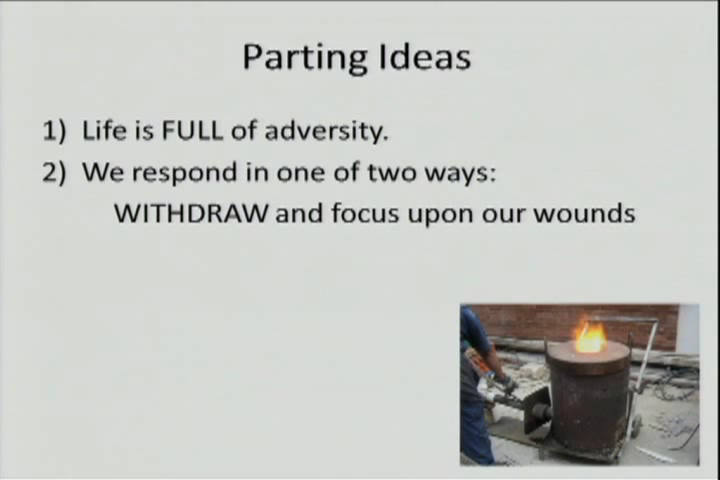 Parting Ideas
1) Life is FULL of adversity.
2) We respond in one of two ways:
WITHDRAW and focus upon our wounds